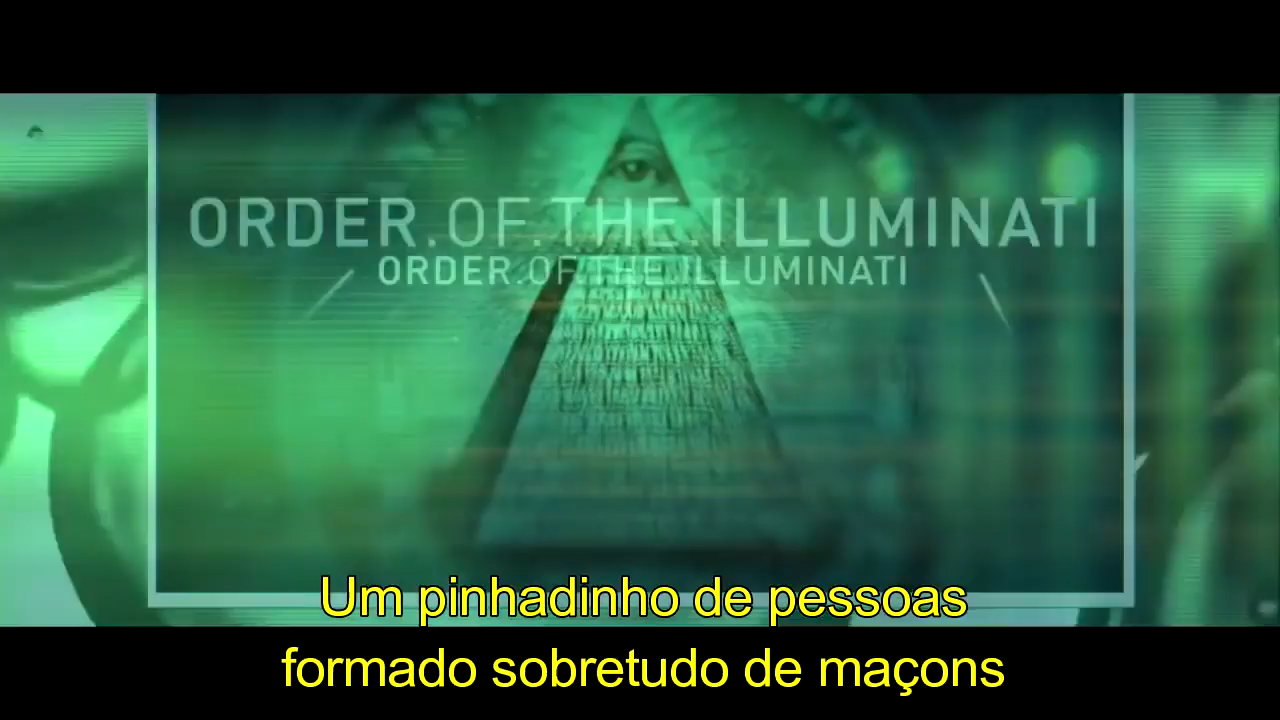 ORDER.OF.THE.ILLUMINATI
ORDER.OF.THE.ILLUMINATI
Um pinhadinho de pessoas
formado sobretudo de maçons